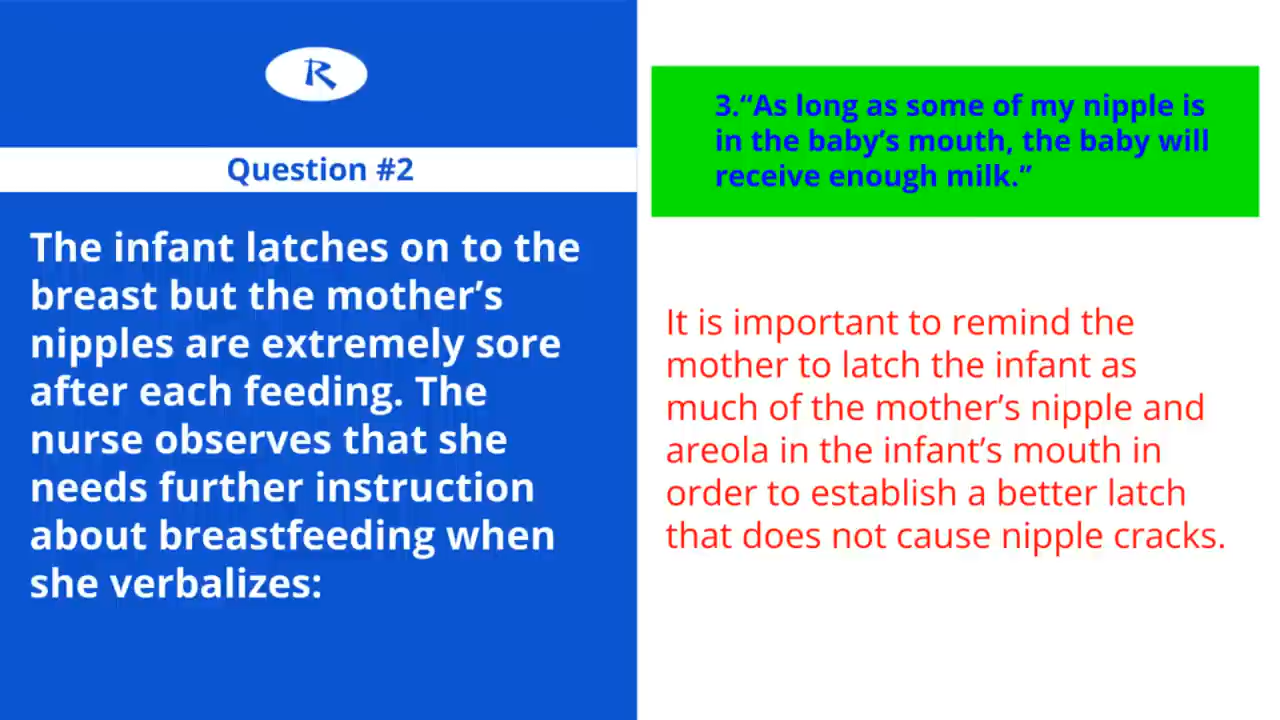 R
Question #2
The infant latches on to the
breast but the mother’s
nipples are extremely sore
after each feeding. The
nurse observes that she
needs further instruction
about breastfeeding when
she verbalizes:
3.“As long as some of my nipple is
in the baby’s mouth, the baby will
receive enough milk.”
It is important to remind the
mother to latch the infant as
much of the mother’s nipple and
areola in the infant’s mouth in
order to establish a better latch
that does not cause nipple cracks.